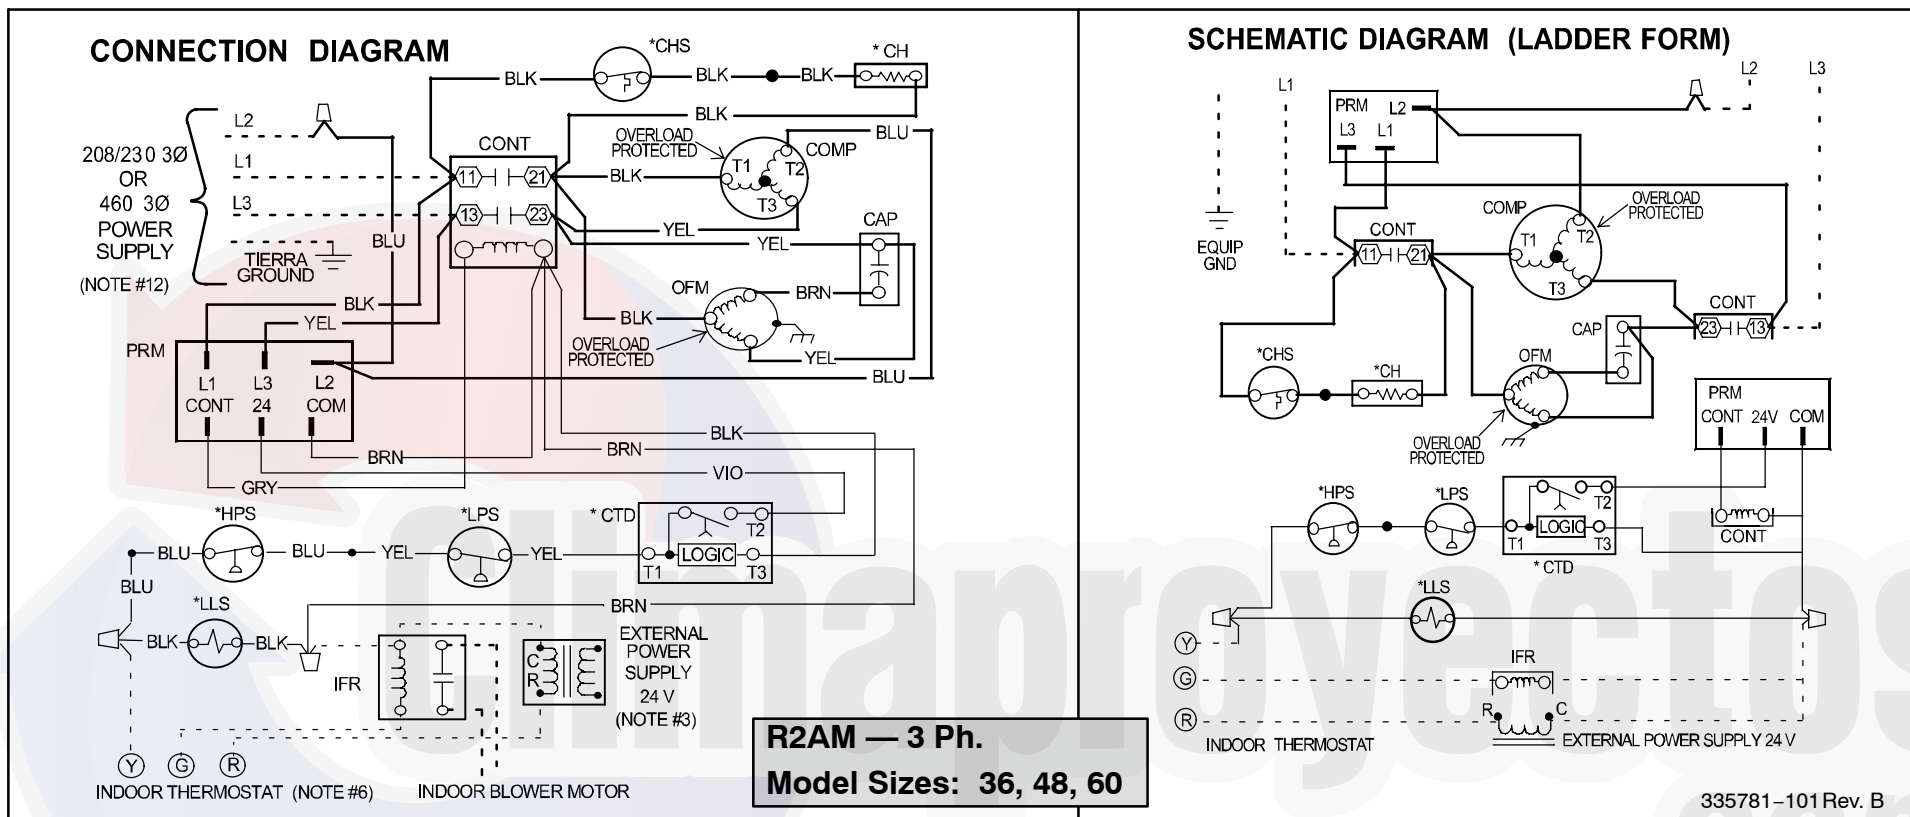 CONNECTION DIAGRAM
*CHS
* CH
BLK
BLK
BLK
BLK
L2
BLU
CONT
OVERLOAD
PROTECTED
COMP
208/230 3Ø
OR
460 3Ø
POWER
SUPPLY
(NOTE #12)
L1
11
21
BLK
T1
T2
T3
L3
13
23
YEL
CAP
BLU
YEL
TIERRA
GROUND
OFM
BRN
BLK
BLK
YEL
OVERLOAD
PROTECTED
YEL
PRM
BLU
L1
L3
L2
CONT
24
COM
BLK
BRN
BRN
VIO
GRY
*HPS
*LPS
* CTD
T2
BLU
BLU
YEL
YEL
LOGIC
T1
T3
BLU
*LLS
BRN
BLK
BLK
EXTERNAL
POWER
SUPPLY
24 V
(NOTE #3)
C
R
IFR
Y
G
R
INDOOR THERMOSTAT (NOTE #6)
INDOOR BLOWER MOTOR
R2AM — 3 Ph.
Model Sizes: 36, 48, 60
SCHEMATIC DIAGRAM (LADDER FORM)
L1
L2
L3
PRM
L2
L3
L1
EQUIP
GND
COMP
OVERLOAD
PROTECTED
CONT
T1
T2
11
21
T3
CONT
23
13
CAP
*CHS
*CH
OFM
PRM
CONT
24V
COM
OVERLOAD
PROTECTED
*HPS
*LPS
T2
LOGIC
T1
T3
CONT
* CTD
*LLS
Y
IFR
G
R
C
R
INDOOR THERMOSTAT
EXTERNAL POWER SUPPLY 24 V
335781–101 Rev. B
Climaproyectos